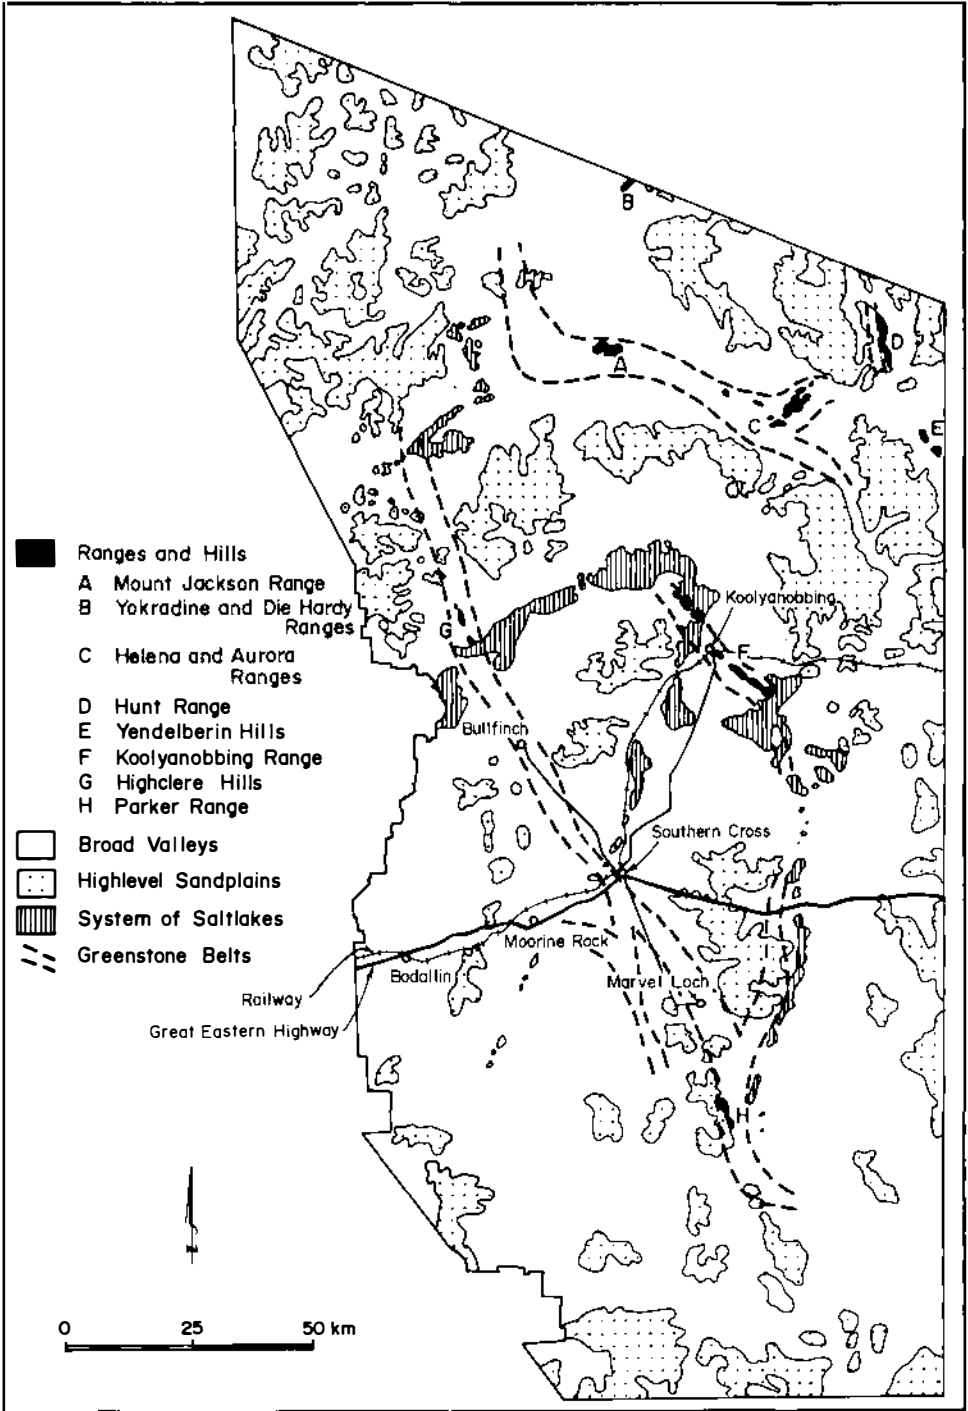 B
D
A
C
E
Ranges and Hills
A Mount Jackson Range
B Yokradine and Die Hardy
Ranges
C Helena and Aurora
Ranges
D Hunt Range
E Yendelberin Hills
F Koolyanobbing Range
G Highclere Hills
H Parker Range
Broad Valleys
Highlevel Sandplains
System of Saltlakes
Greenstone Belts
Koolyanobbing
G
F
Bullfinch
Southern Cross
Moorine Rock
Bodallin
Marvel Loch
Railway
Great Eastern Highway
H
0 25 50 km